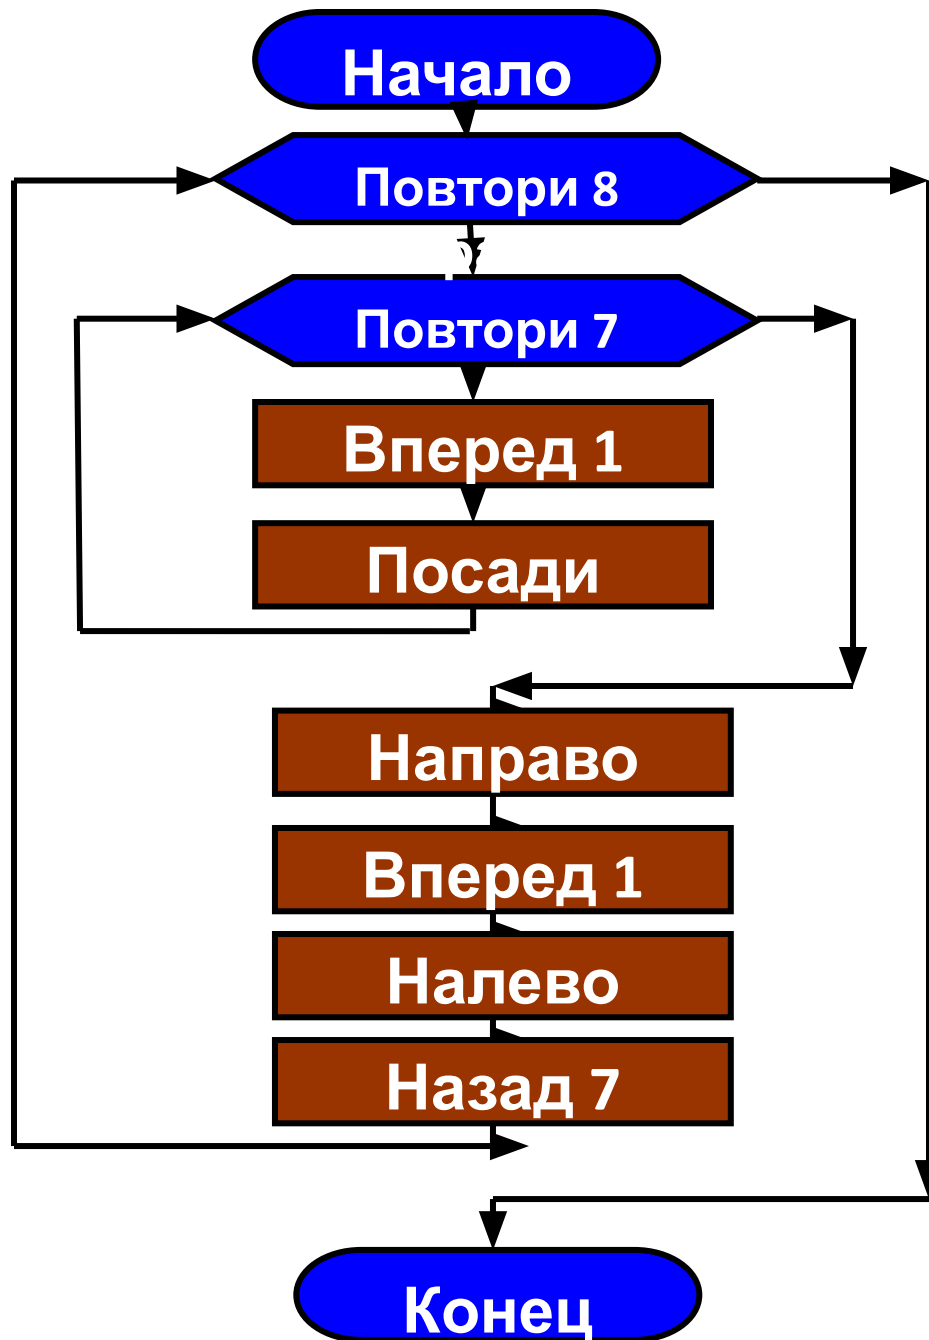 Начало
Повтори 8
Повтори 7
Вперед 1
Посади
Направо
Вперед 1
Налево
Назад 7
Конец